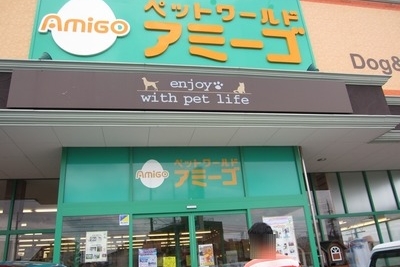 AMIGO
ペットワールド
アミーゴ
Dog&
enjoy
with pet life
AMIGO
ペットワールド
アミーゴ